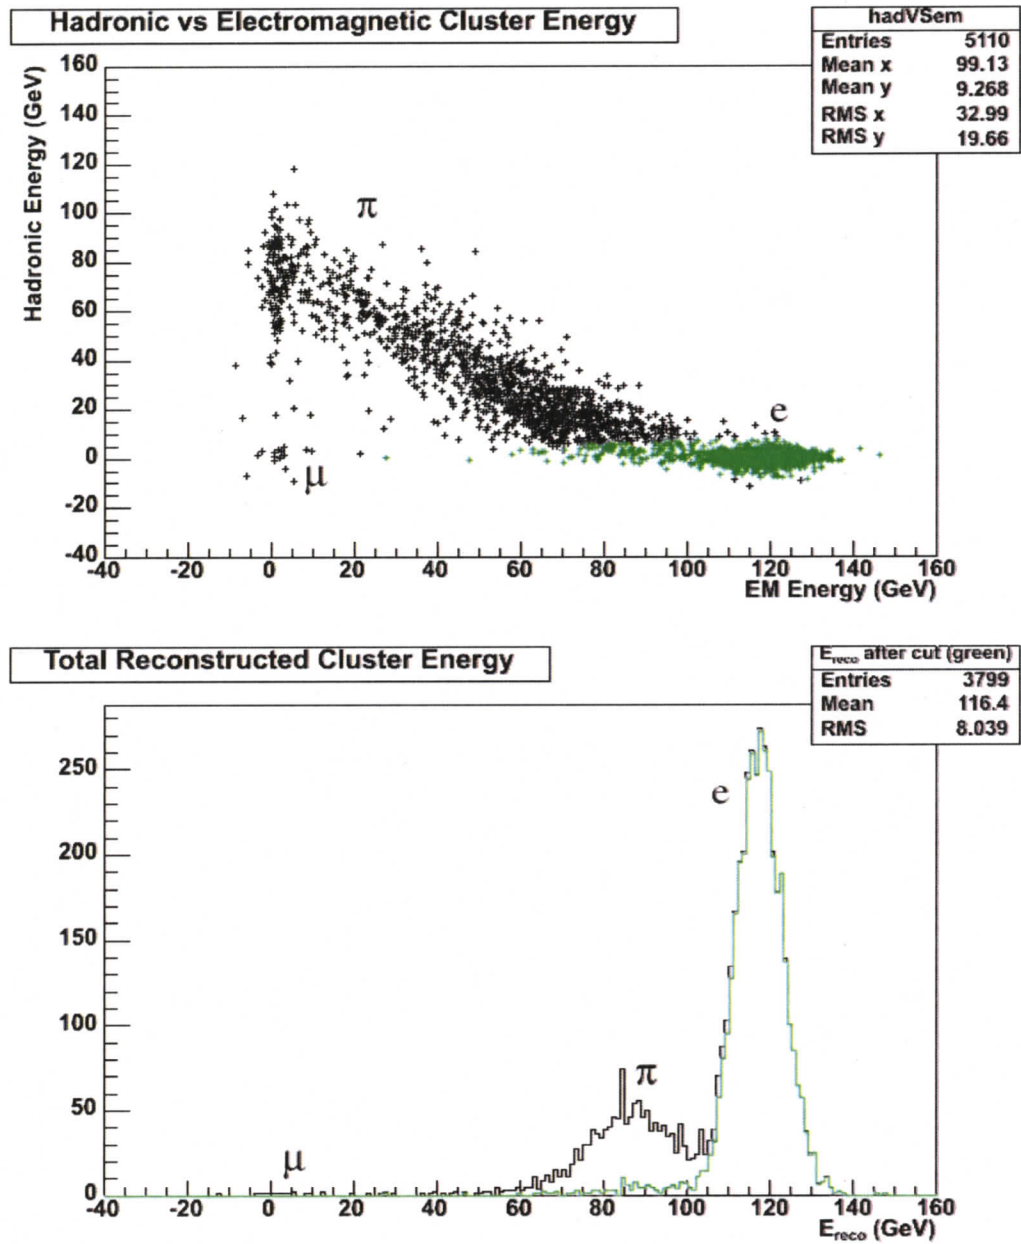 Hadronic vs Electromagnetic Cluster Energy
hadVSem
Entries 5110
Mean x 99.13
Mean y 9.268
RMS x 32.99
RMS y 19.66
Hadronic Energy (GeV)
160
140
120
100
80
60
40
20
0
-20
-40
π
e
μ
-40 -20 0 20 40 60 80 100 120 140 160
EM Energy (GeV)
Total Reconstructed Cluster Energy
E_reco after cut (green)
Entries 3799
Mean 116.4
RMS 8.039
250
200
150
100
50
0
e
π
μ
-40 -20 0 20 40 60 80 100 120 140 160
E_reco (GeV)